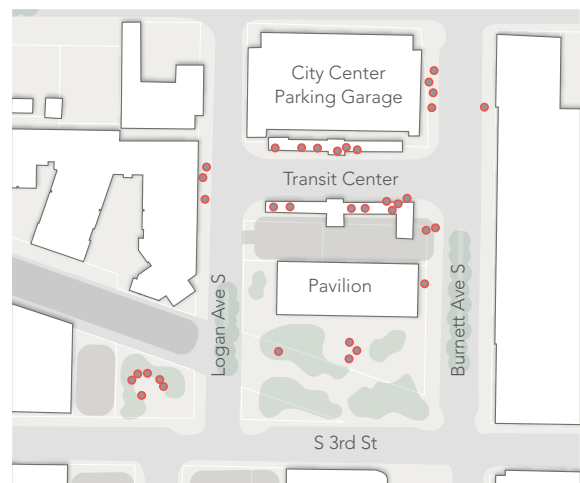 City Center
Parking Garage
Transit Center
Pavilion
Logan Ave S
Burnett Ave S
S 3rd St